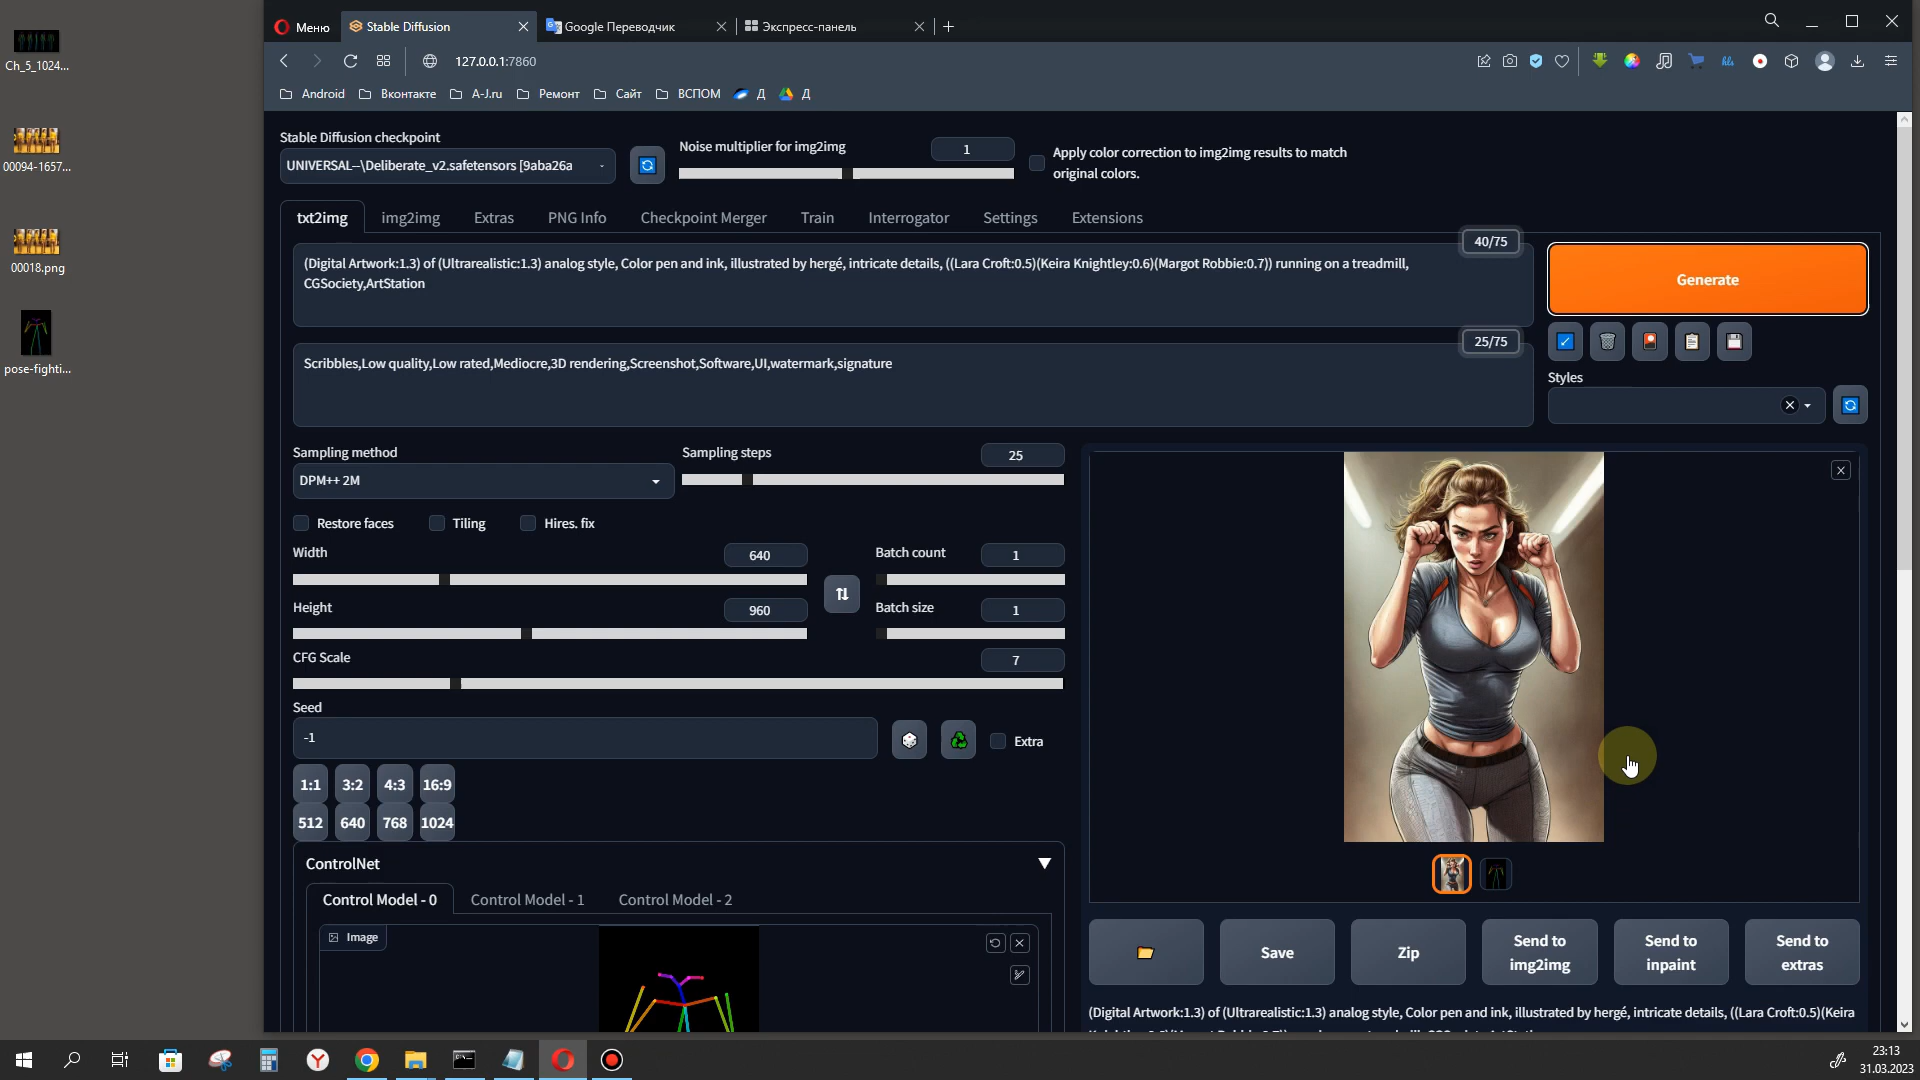 Ch_5_1024...
00094-1657...
00018.png
pose-fighti...
Меню
Stable Diffusion
Google Переводчик
Экспресс-панель
127.0.0.1:7860
Android
Вконтакте
A-J.ru
Ремонт
Сайт
ВСПОМ
Д
Д
Stable Diffusion checkpoint
UNIVERSAL--\Deliberate_v2.safetensors [9aba26a
Noise multiplier for img2img
1
Apply color correction to img2img results to match
original colors.
txt2img
img2img
Extras
PNG Info
Checkpoint Merger
Train
Interrogator
Settings
Extensions
40/75
(Digital Artwork:1.3) of (Ultrarealistic:1.3) analog style, Color pen and ink, illustrated by hergé, intricate details, ((Lara Croft:0.5)(Keira Knightley:0.6)(Margot Robbie:0.7)) running on a treadmill,
CGSociety,ArtStation
Generate
25/75
Scribbles,Low quality,Low rated,Mediocre,3D rendering,Screenshot,Software,UI,watermark,signature
Styles
Sampling method
DPM++ 2M
Sampling steps
25
Restore faces
Tiling
Hires. fix
Width
640
Batch count
1
Height
960
Batch size
1
CFG Scale
7
Seed
-1
Extra
1:1
3:2
4:3
16:9
512
640
768
1024
ControlNet
Control Model - 0
Control Model - 1
Control Model - 2
Image
Save
Zip
Send to
img2img
Send to
inpaint
Send to
extras
(Digital Artwork:1.3) of (Ultrarealistic:1.3) analog style, Color pen and ink, illustrated by hergé, intricate details, ((Lara Croft:0.5)(Keira
23:13
31.03.2023